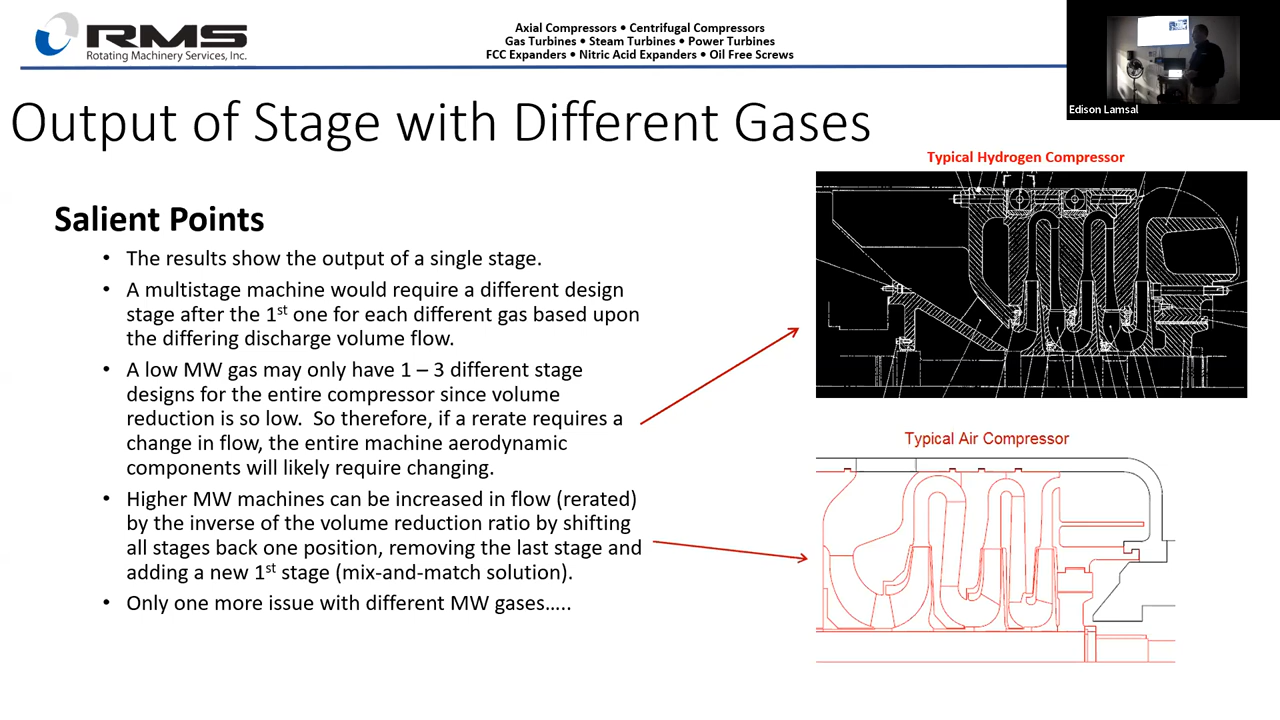 RMS
Rotating Machinery Services, Inc.
Axial Compressors • Centrifugal Compressors
Gas Turbines • Steam Turbines • Power Turbines
FCC Expanders • Nitric Acid Expanders • Oil Free Screws
Edison Lamsal
Output of Stage with Different Gases
Typical Hydrogen Compressor
Salient Points
• The results show the output of a single stage.
• A multistage machine would require a different design
stage after the 1st one for each different gas based upon
the differing discharge volume flow.
• A low MW gas may only have 1 – 3 different stage
designs for the entire compressor since volume
reduction is so low.  So therefore, if a rerate requires a
change in flow, the entire machine aerodynamic
components will likely require changing.
• Higher MW machines can be increased in flow (rerated)
by the inverse of the volume reduction ratio by shifting
all stages back one position, removing the last stage and
adding a new 1st stage (mix-and-match solution).
• Only one more issue with different MW gases…..
Typical Air Compressor